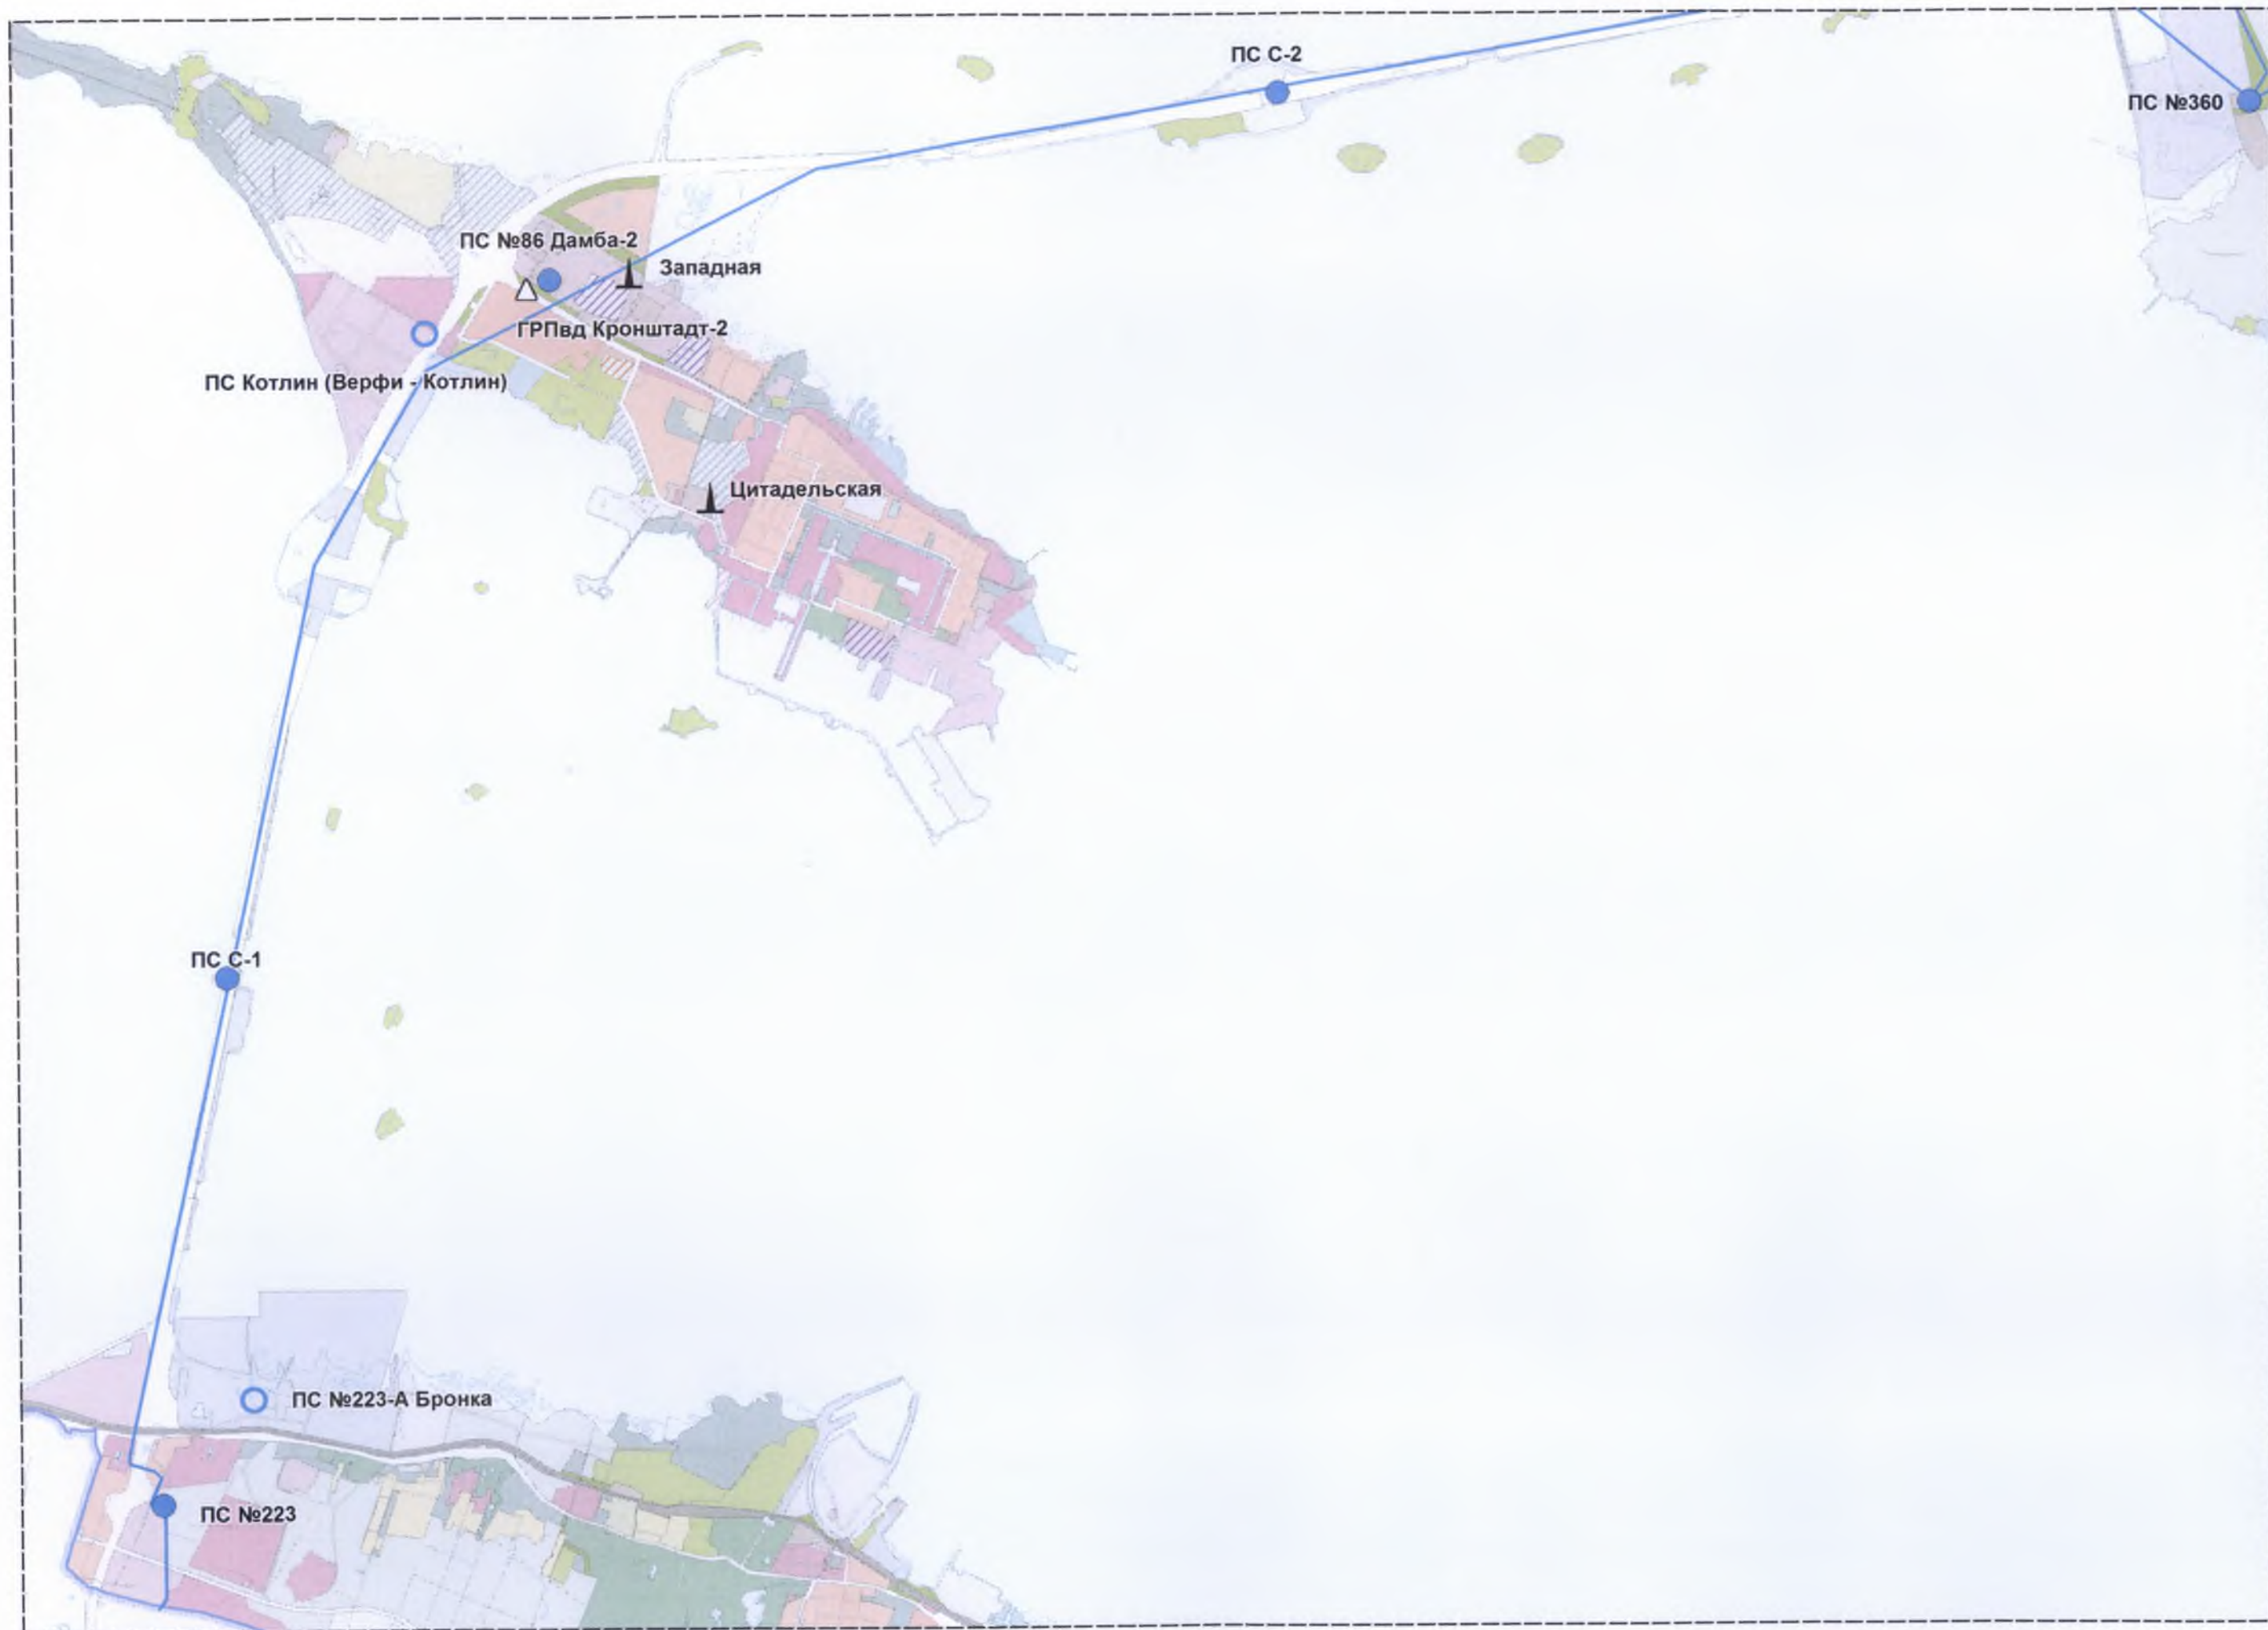 ПС С-2
ПС №360
ПС №86 Дамба-2
Западная
ГРПвд Кронштадт-2
ПС Котлин (Верфи - Котлин)
Цитадельская
ПС С-1
ПС №223-А Бронка
ПС №223